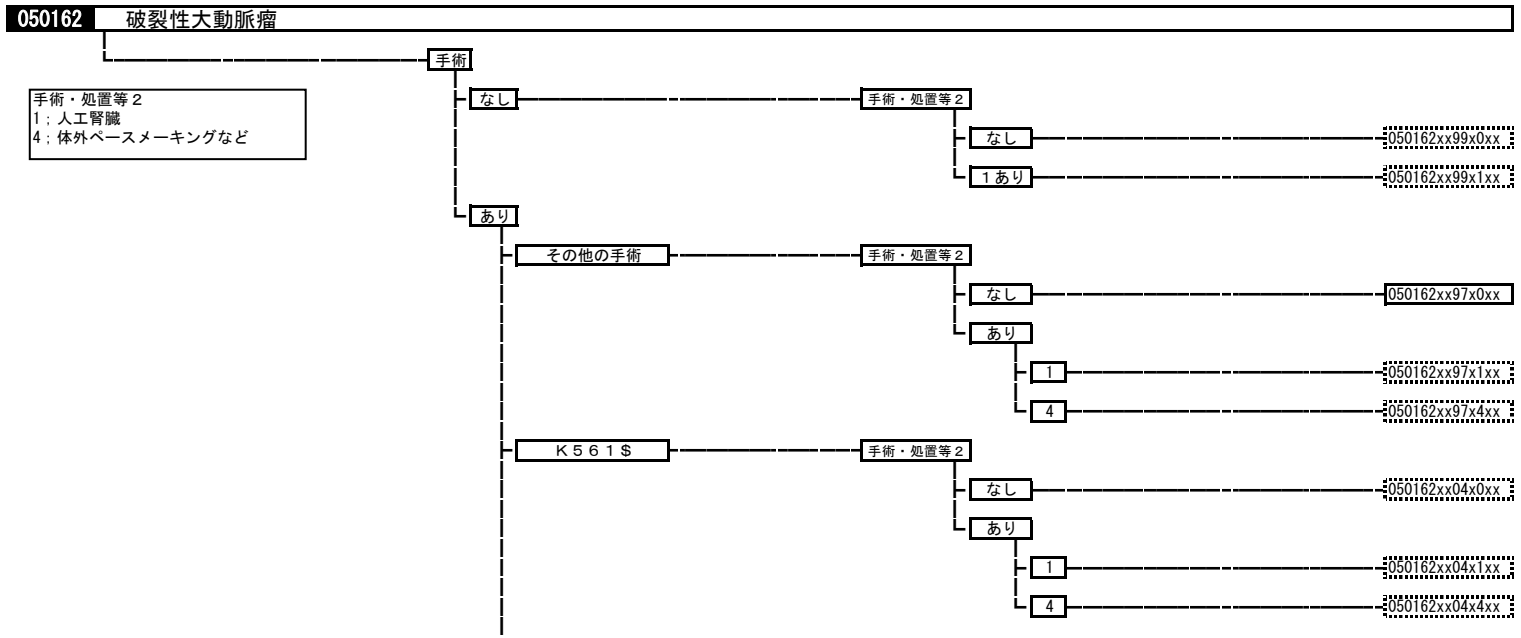 050162 破裂性大動脈瘤
手術
手術・処置等2
1;人工腎臓
4;体外ペースメーキングなど
なし 手術・処置等2
なし 050162xx99x0xx
1あり 050162xx99x1xx
あり
その他の手術 手術・処置等2
なし 050162xx97x0xx
あり
1 050162xx97x1xx
4 050162xx97x4xx
K561$ 手術・処置等2
なし 050162xx04x0xx
あり
1 050162xx04x1xx
4 050162xx04x4xx